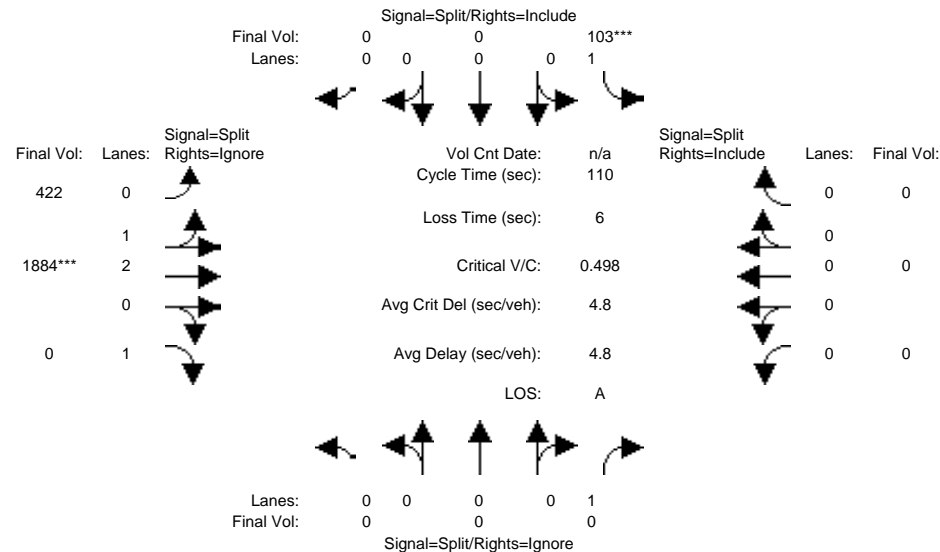 Signal=Split/Rights=Include
Final Vol: 0 0 103***
Lanes: 0 0 0 0 1
Signal=Split
Final Vol: Lanes: Rights=Ignore
Vol Cnt Date: n/a
Signal=Split
Rights=Include Lanes: Final Vol:
Cycle Time (sec): 110
422 0 0 0
Loss Time (sec): 6
1 0
1884*** 2 Critical V/C: 0.498 0 0
0 Avg Crit Del (sec/veh): 4.8 0
0 1 Avg Delay (sec/veh): 4.8 0 0
LOS: A
Lanes: 0 0 0 0 1
Final Vol: 0 0 0
Signal=Split/Rights=Ignore